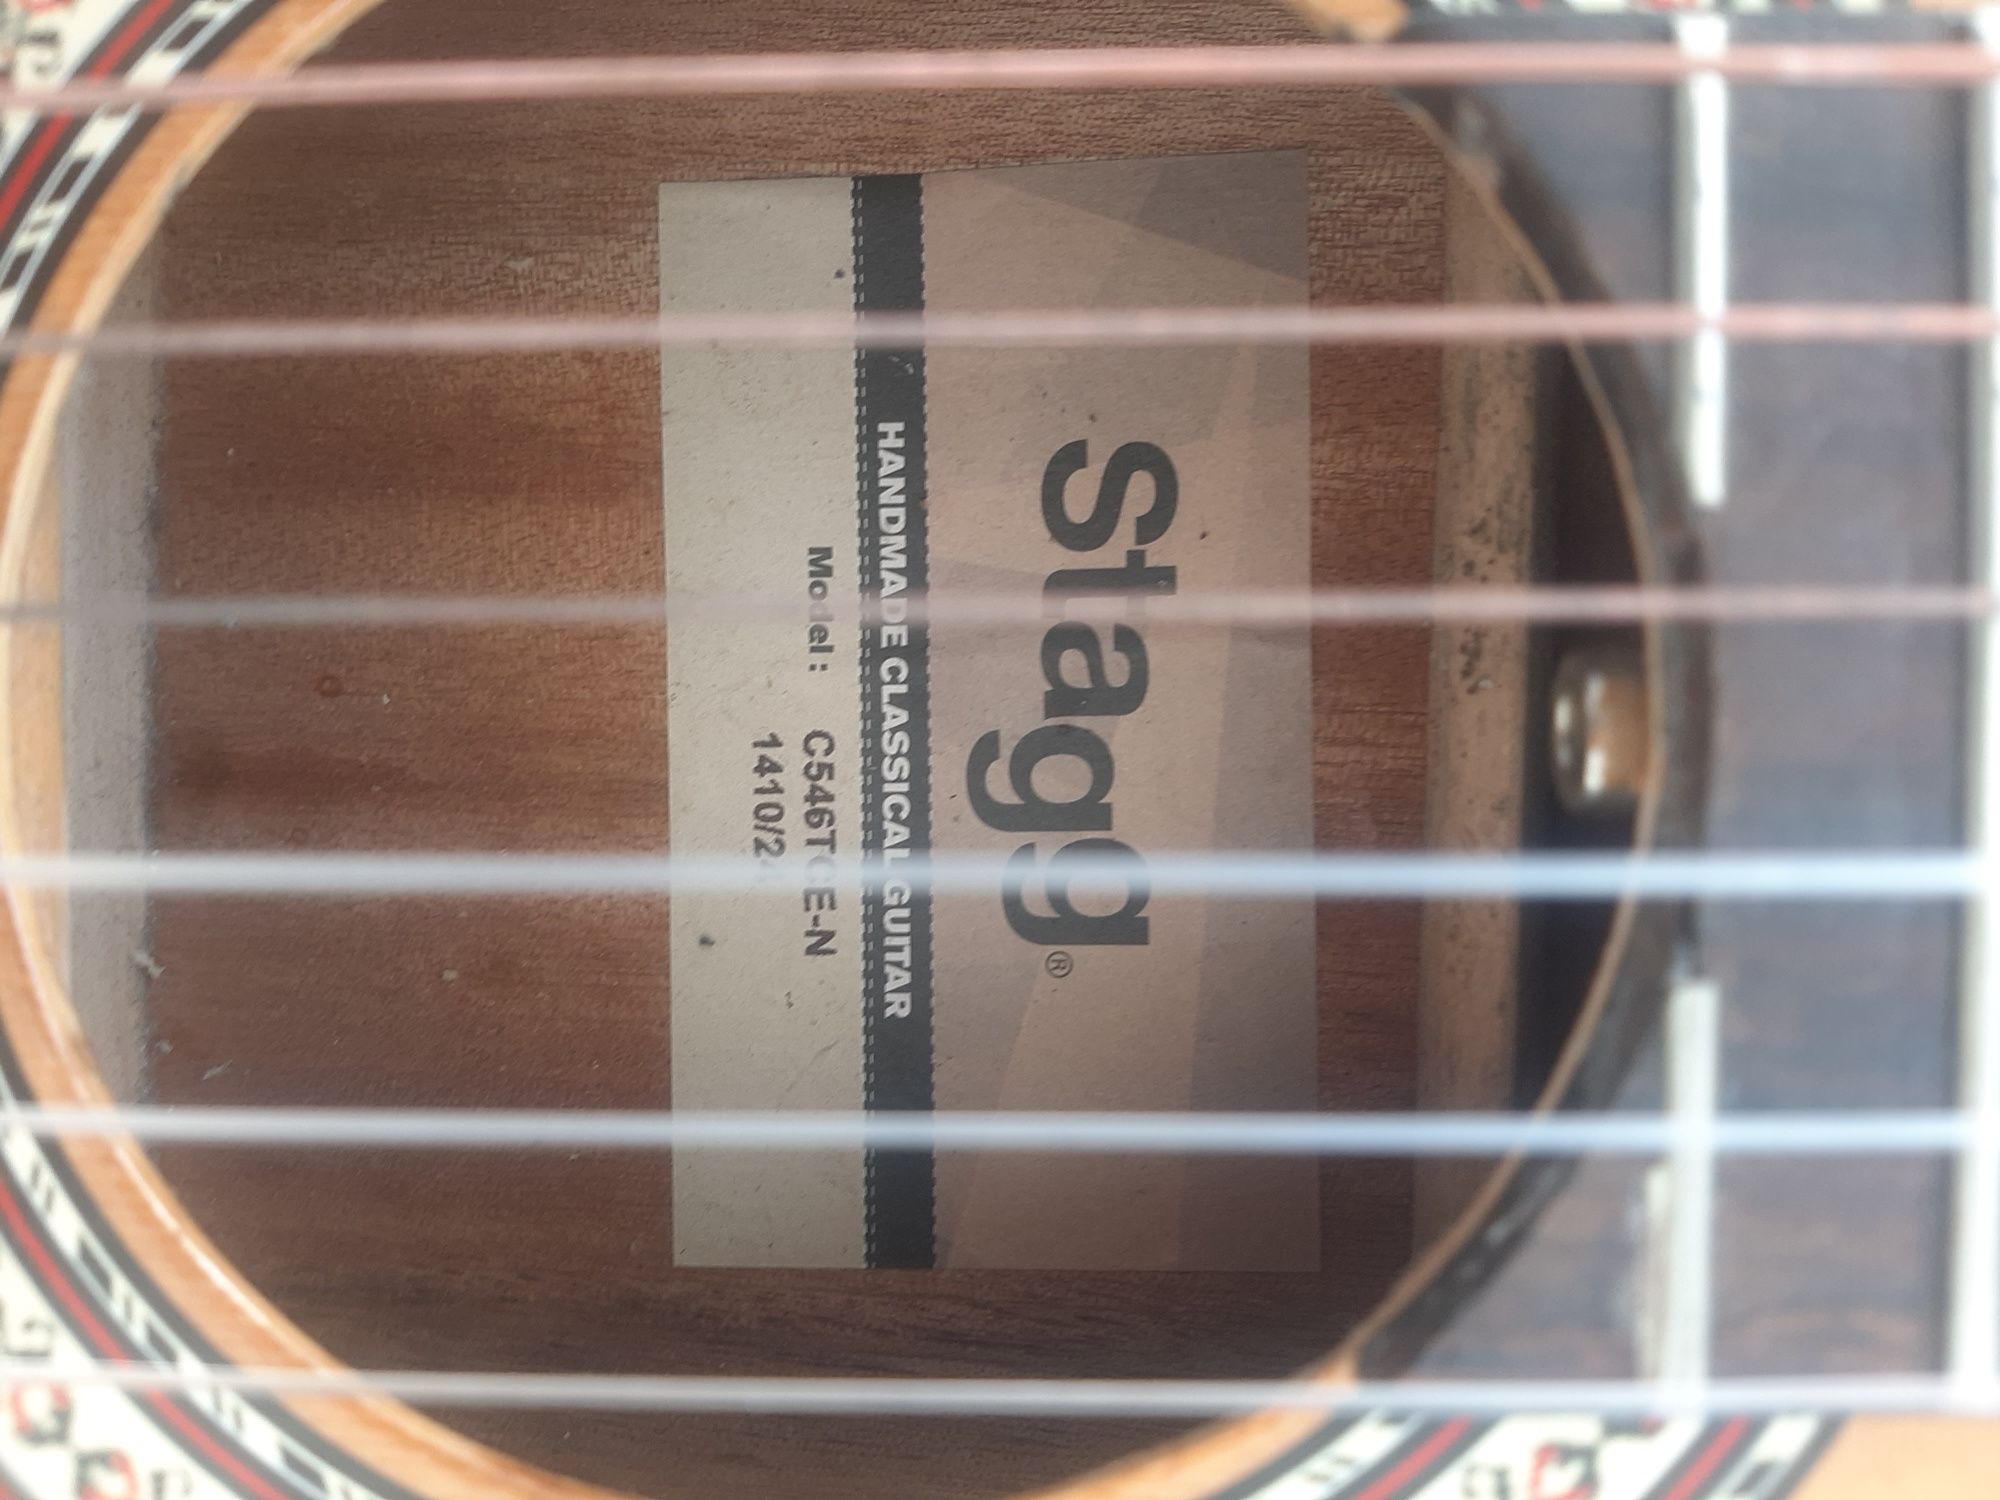 Stagg®
HANDMADE CLASSICAL GUITAR
Model : C546TCE-N